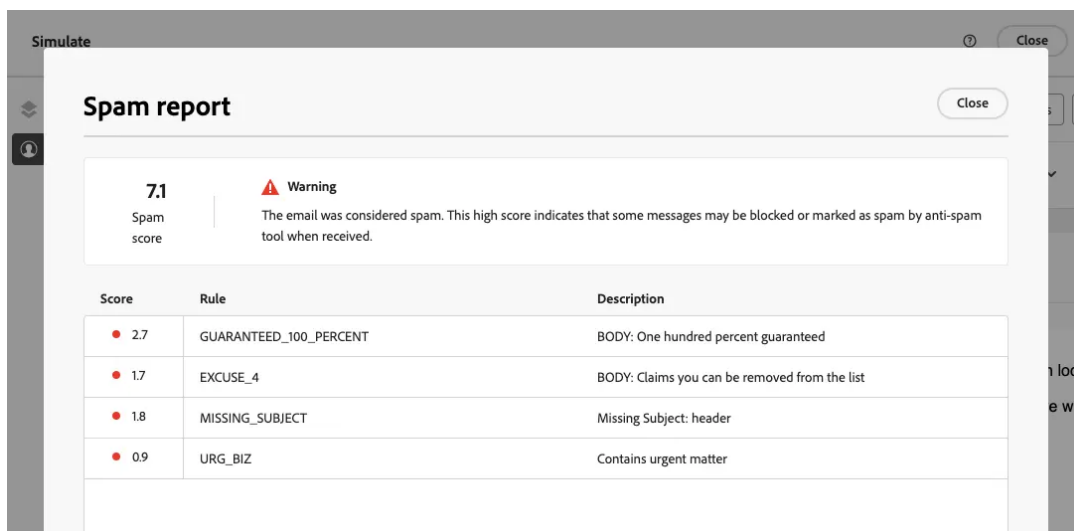 Simulate
Close
Spam report
Close
7.1
Spam
score
Warning
The email was considered spam. This high score indicates that some messages may be blocked or marked as spam by anti-spam
tool when received.
Score Rule Description
2.7 GUARANTEED_100_PERCENT BODY: One hundred percent guaranteed
1.7 EXCUSE_4 BODY: Claims you can be removed from the list
1.8 MISSING_SUBJECT Missing Subject: header
0.9 URG_BIZ Contains urgent matter